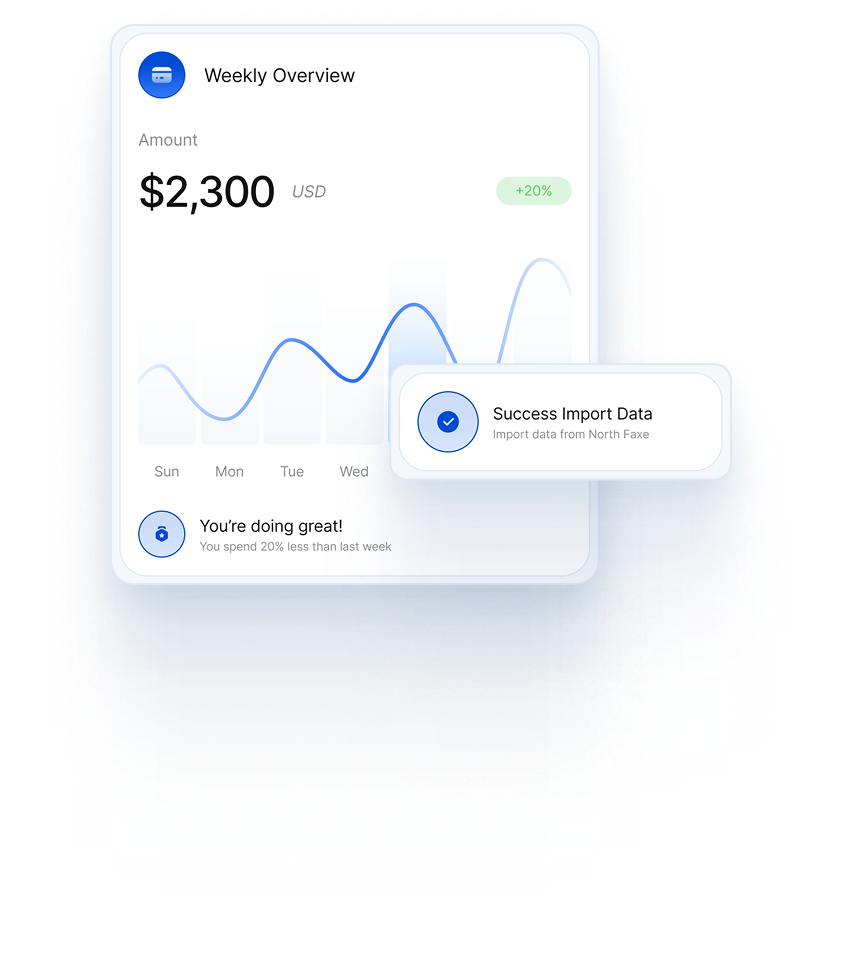 Weekly Overview
Amount
$2,300 USD +20%
Success Import Data
Import data from North Faxe
Sun Mon Tue Wed
You’re doing great!
You spend 20% less than last week